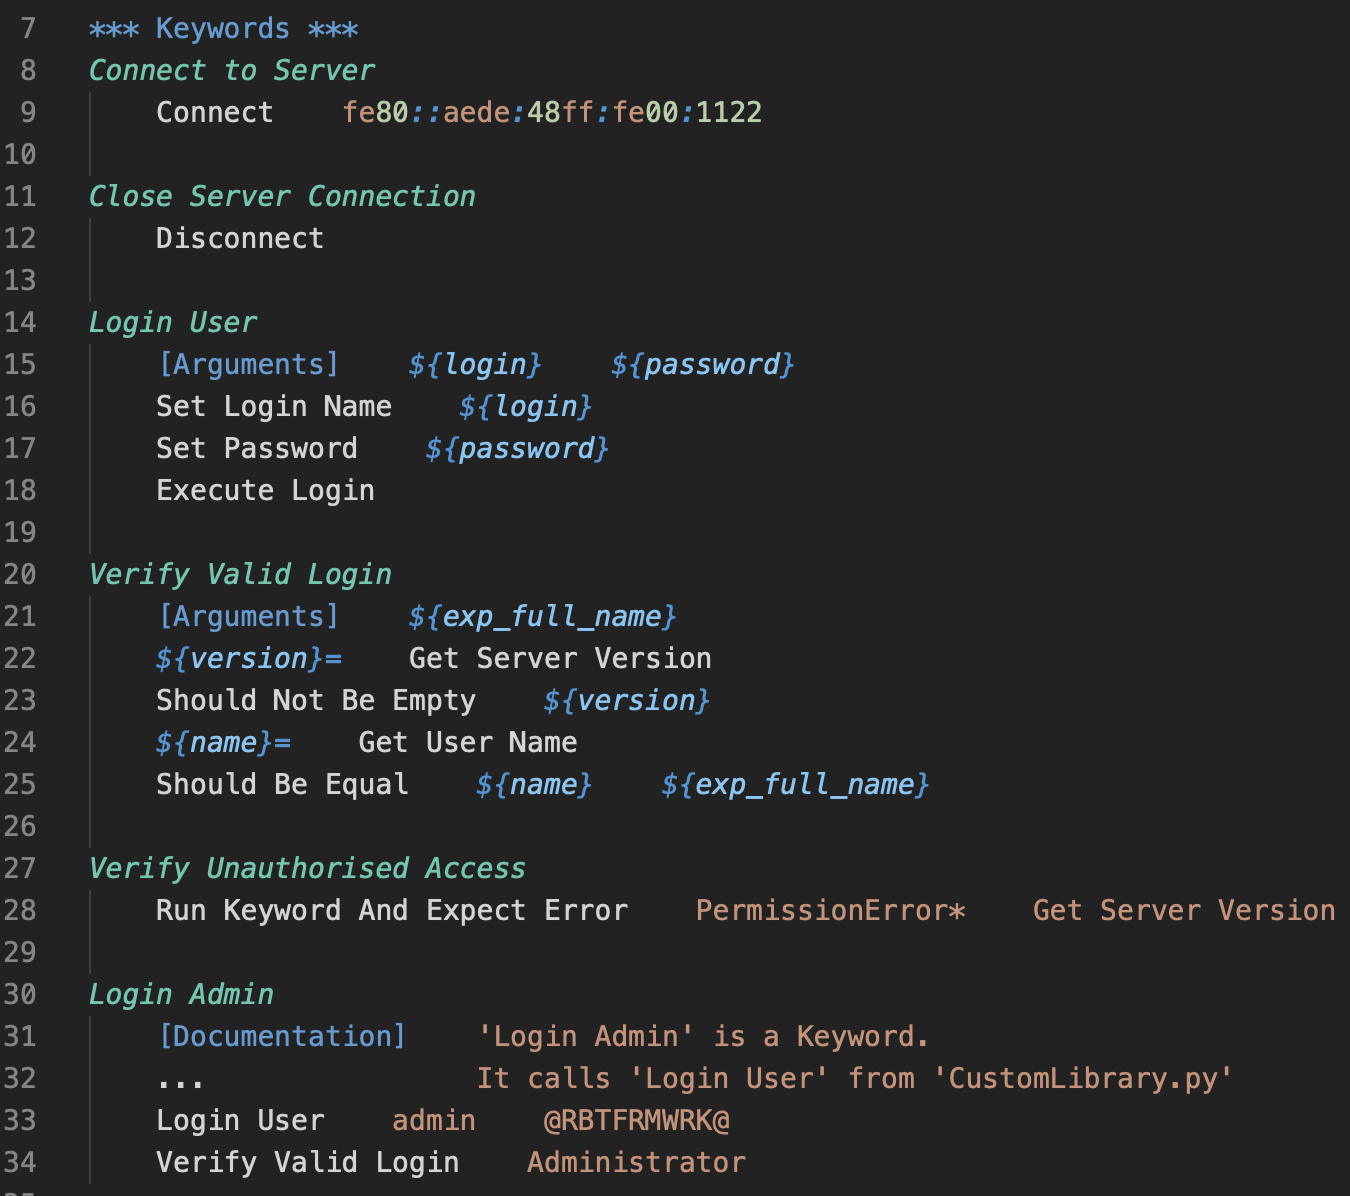 7 *** Keywords ***
8 Connect to Server
9     Connect    fe80::aede:48ff:fe00:1122
10
11 Close Server Connection
12     Disconnect
13
14 Login User
15     [Arguments]    ${login}    ${password}
16     Set Login Name    ${login}
17     Set Password    ${password}
18     Execute Login
19
20 Verify Valid Login
21     [Arguments]    ${exp_full_name}
22     ${version}=    Get Server Version
23     Should Not Be Empty    ${version}
24     ${name}=    Get User Name
25     Should Be Equal    ${name}    ${exp_full_name}
26
27 Verify Unauthorised Access
28     Run Keyword And Expect Error    PermissionError*    Get Server Version
29
30 Login Admin
31     [Documentation]    'Login Admin' is a Keyword.
32     ...                It calls 'Login User' from 'CustomLibrary.py'
33     Login User    admin    @RBTFRMWRK@
34     Verify Valid Login    Administrator